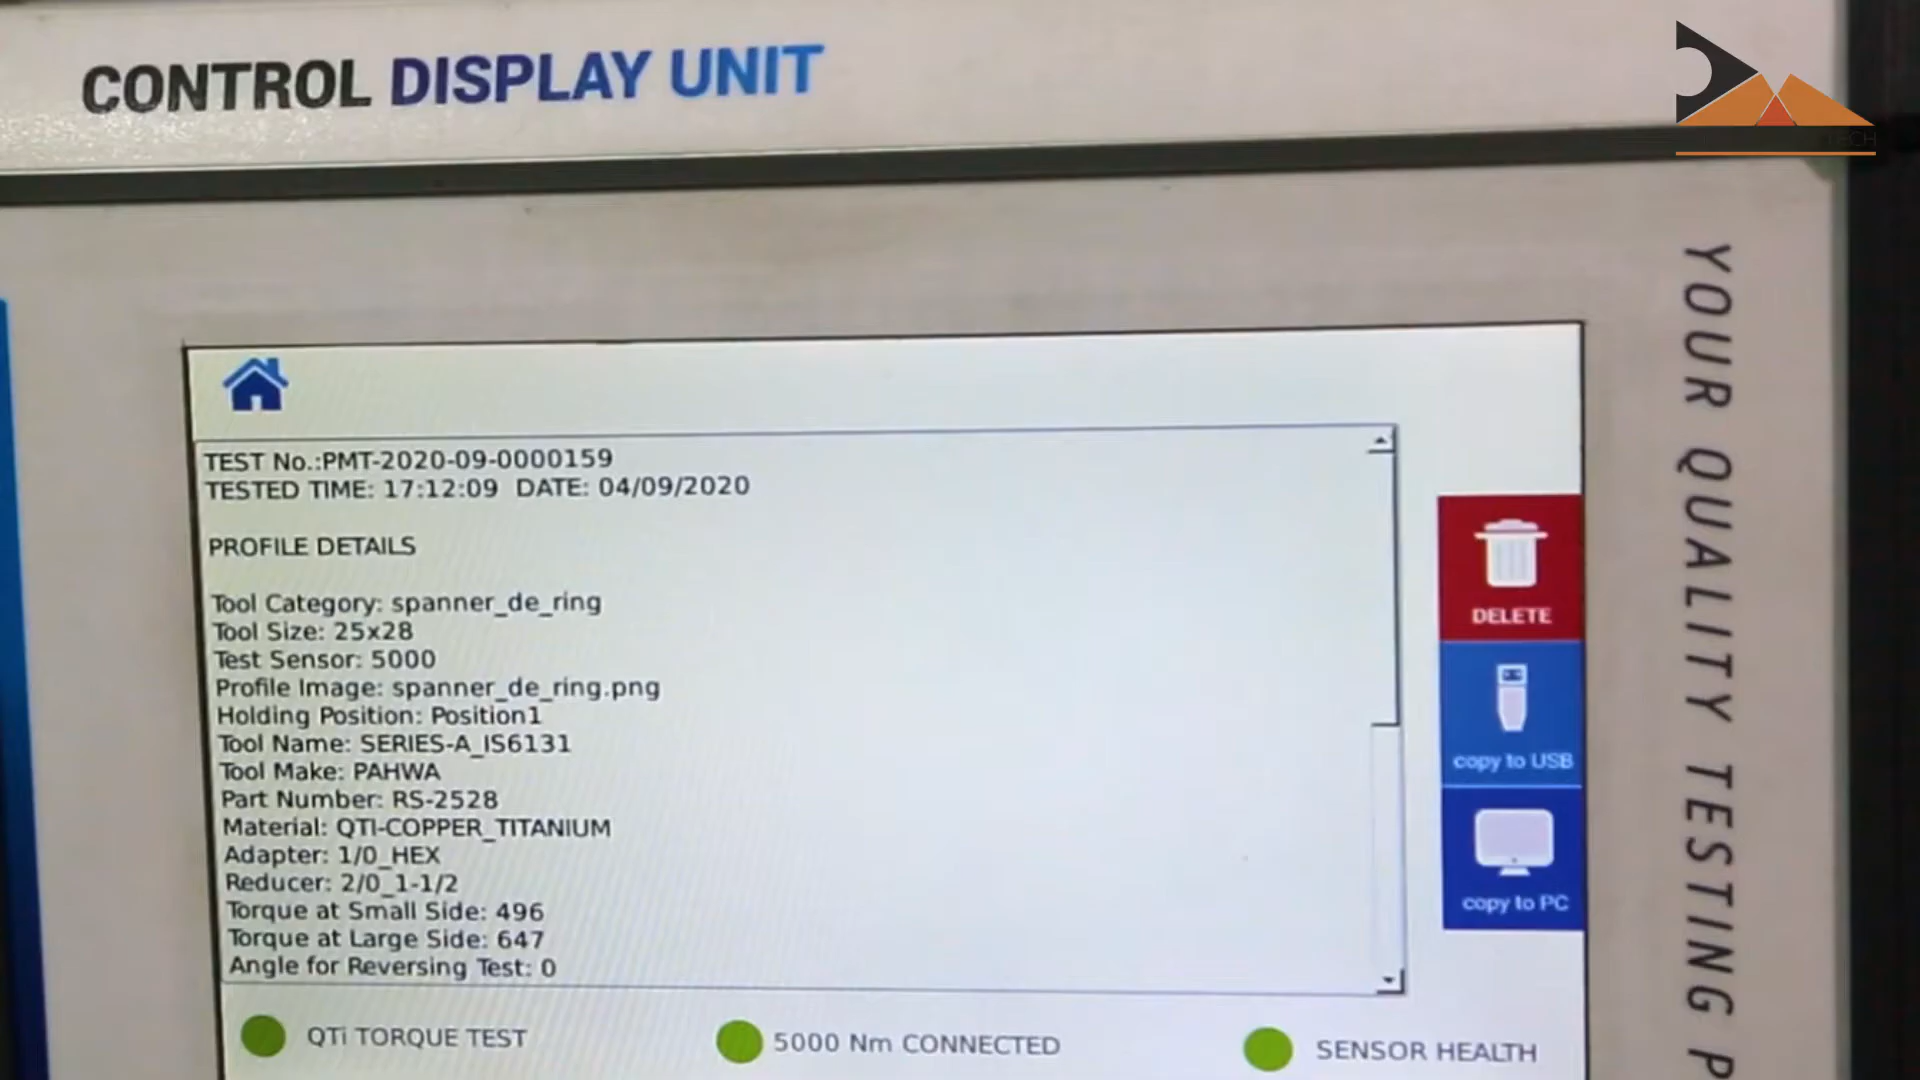 CONTROL DISPLAY UNIT
TECH
TEST No.:PMT-2020-09-0000159
TESTED TIME: 17:12:09 DATE: 04/09/2020
PROFILE DETAILS
Tool Category: spanner_de_ring
Tool Size: 25x28
Test Sensor: 5000
Profile Image: spanner_de_ring.png
Holding Position: Position1
Tool Name: SERIES-A_IS6131
Tool Make: PAHWA
Part Number: RS-2528
Material: QTI-COPPER_TITANIUM
Adapter: 1/0_HEX
Reducer: 2/0_1-1/2
Torque at Small Side: 496
Torque at Large Side: 647
Angle for Reversing Test: 0
DELETE
copy to USB
copy to PC
QTi TORQUE TEST
5000 Nm CONNECTED
SENSOR HEALTH
YOUR QUALITY TESTING P